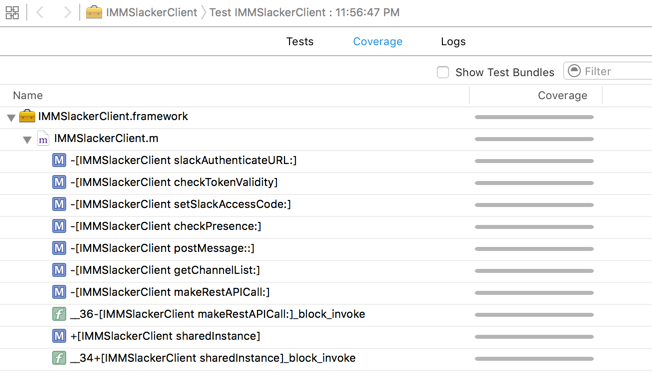 IMMSlackerClient Test IMMSlackerClient : 11:56:47 PM
Tests Coverage Logs
Show Test Bundles Filter
Name Coverage
IMMSlackerClient.framework
m IMMSlackerClient.m
M -[IMMSlackerClient slackAuthenticateURL:]
M -[IMMSlackerClient checkTokenValidity]
M -[IMMSlackerClient setSlackAccessCode:]
M -[IMMSlackerClient checkPresence:]
M -[IMMSlackerClient postMessage::]
M -[IMMSlackerClient getChannelList:]
M -[IMMSlackerClient makeRestAPICall:]
f __36-[IMMSlackerClient makeRestAPICall:]_block_invoke
M +[IMMSlackerClient sharedInstance]
f __34+[IMMSlackerClient sharedInstance]_block_invoke